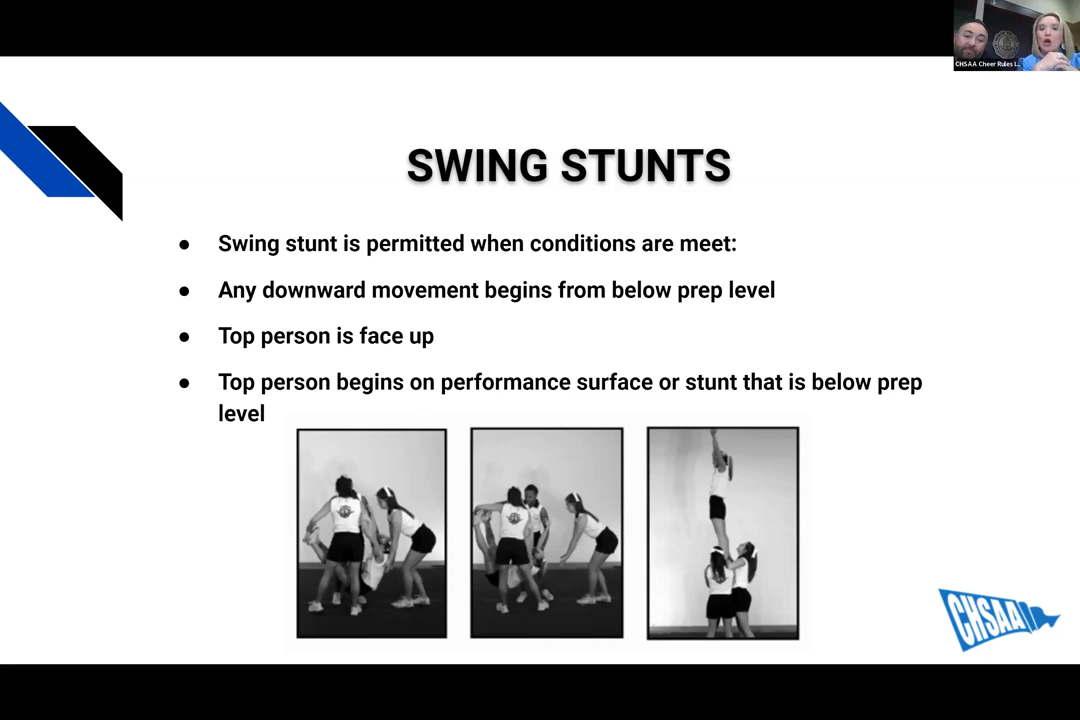 CHSAA Cheer Rules I...
SWING STUNTS
● Swing stunt is permitted when conditions are meet:
● Any downward movement begins from below prep level
● Top person is face up
● Top person begins on performance surface or stunt that is below prep
level
CHSAA